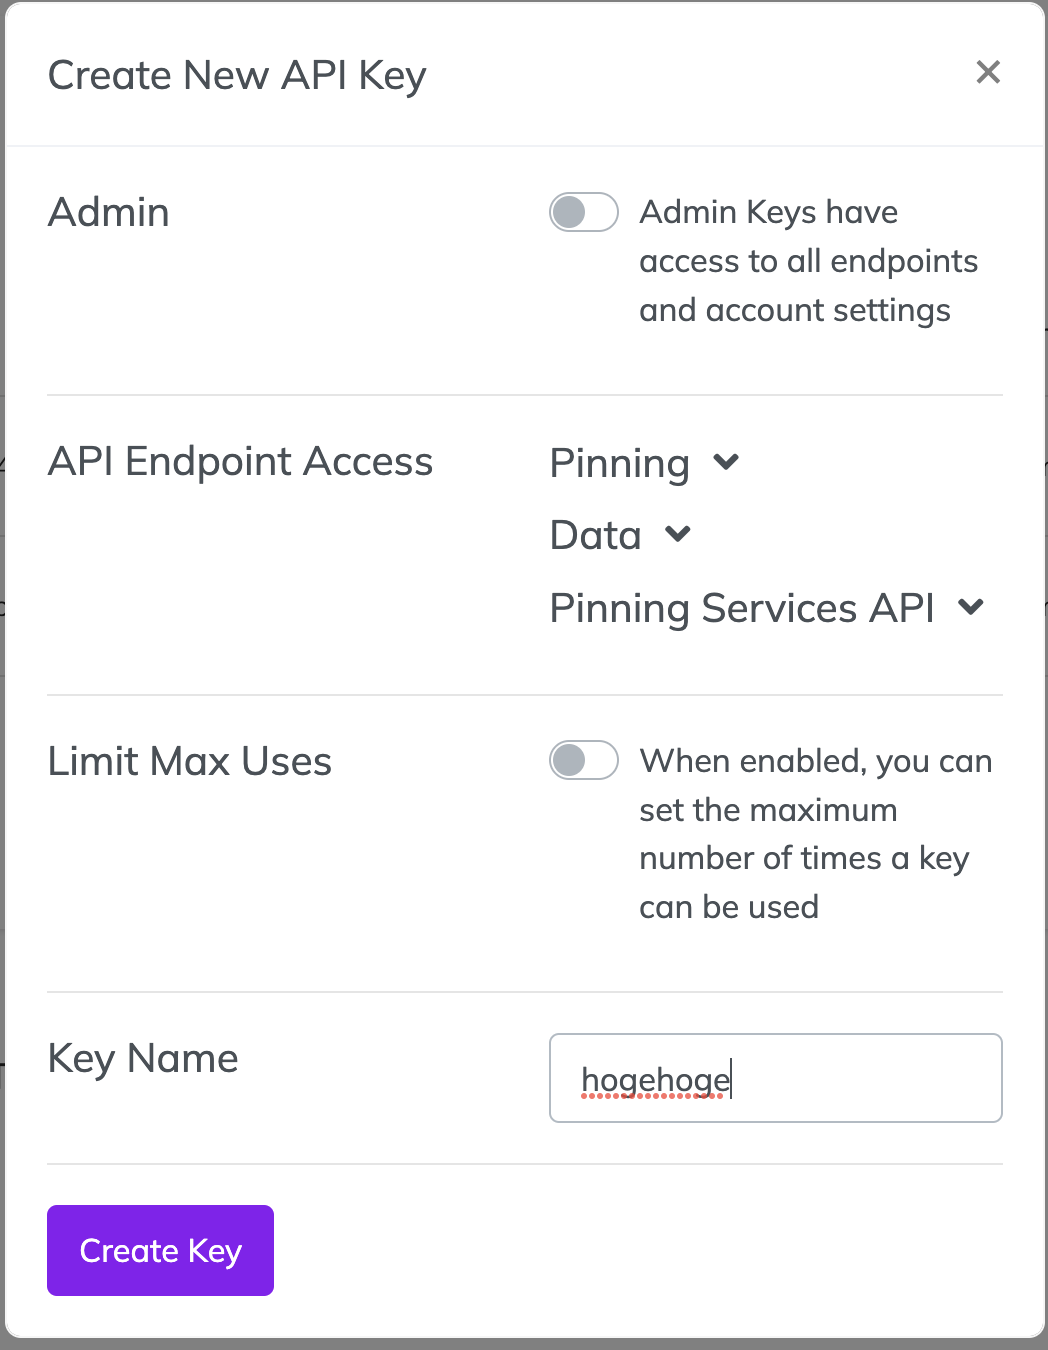 Create New API Key
Admin
Admin Keys have
access to all endpoints
and account settings
API Endpoint Access
Pinning
Data
Pinning Services API
Limit Max Uses
When enabled, you can
set the maximum
number of times a key
can be used
Key Name
hogehoge
Create Key